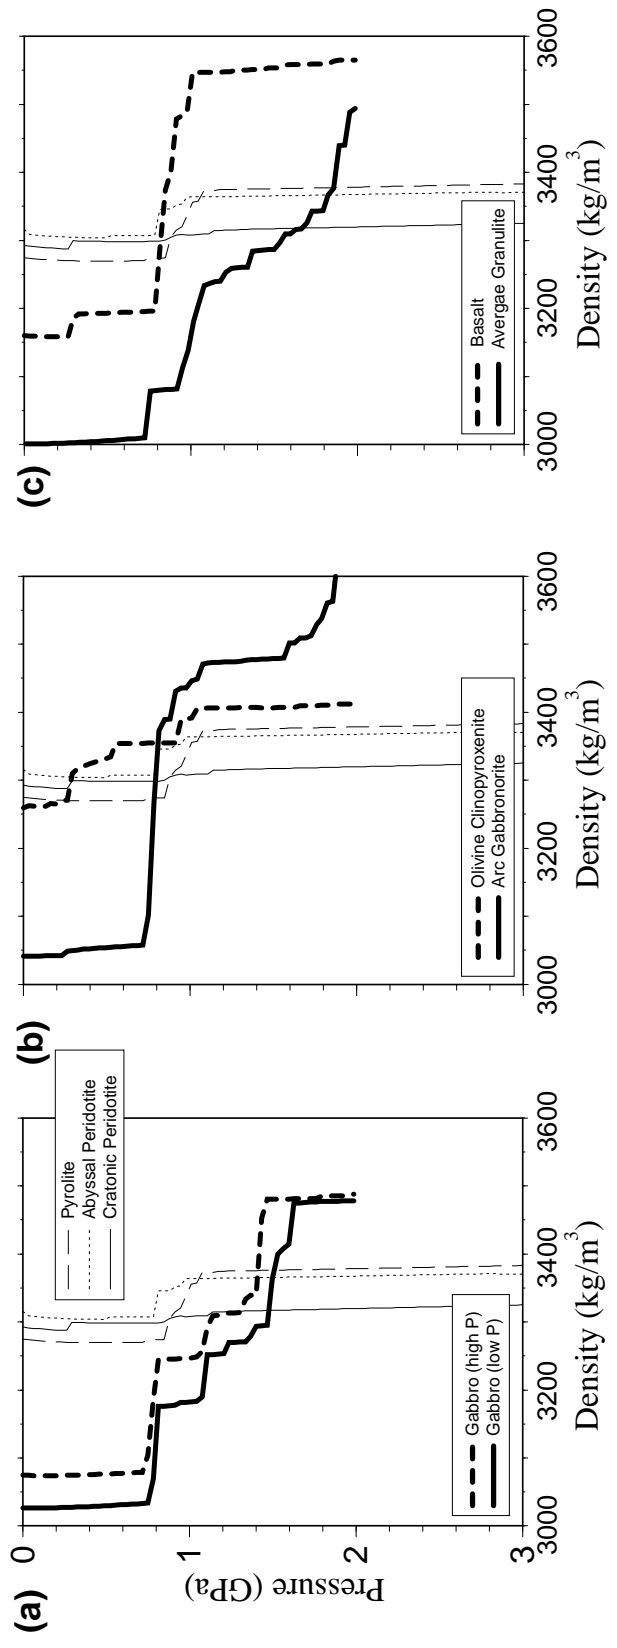 (a)
0
1
2
3
Pressure (GPa)
3000
3200
3400
3600
Density (kg/m3)
Gabbro (high P)
Gabbro (low P)
Pyrolite
Abyssal Peridotite
Cratonic Peridotite
(b)
3000
3200
3400
3600
Density (kg/m3)
Olivine Clinopyroxenite
Arc Gabbronorite
(c)
3000
3200
3400
3600
Density (kg/m3)
Basalt
Avergae Granulite